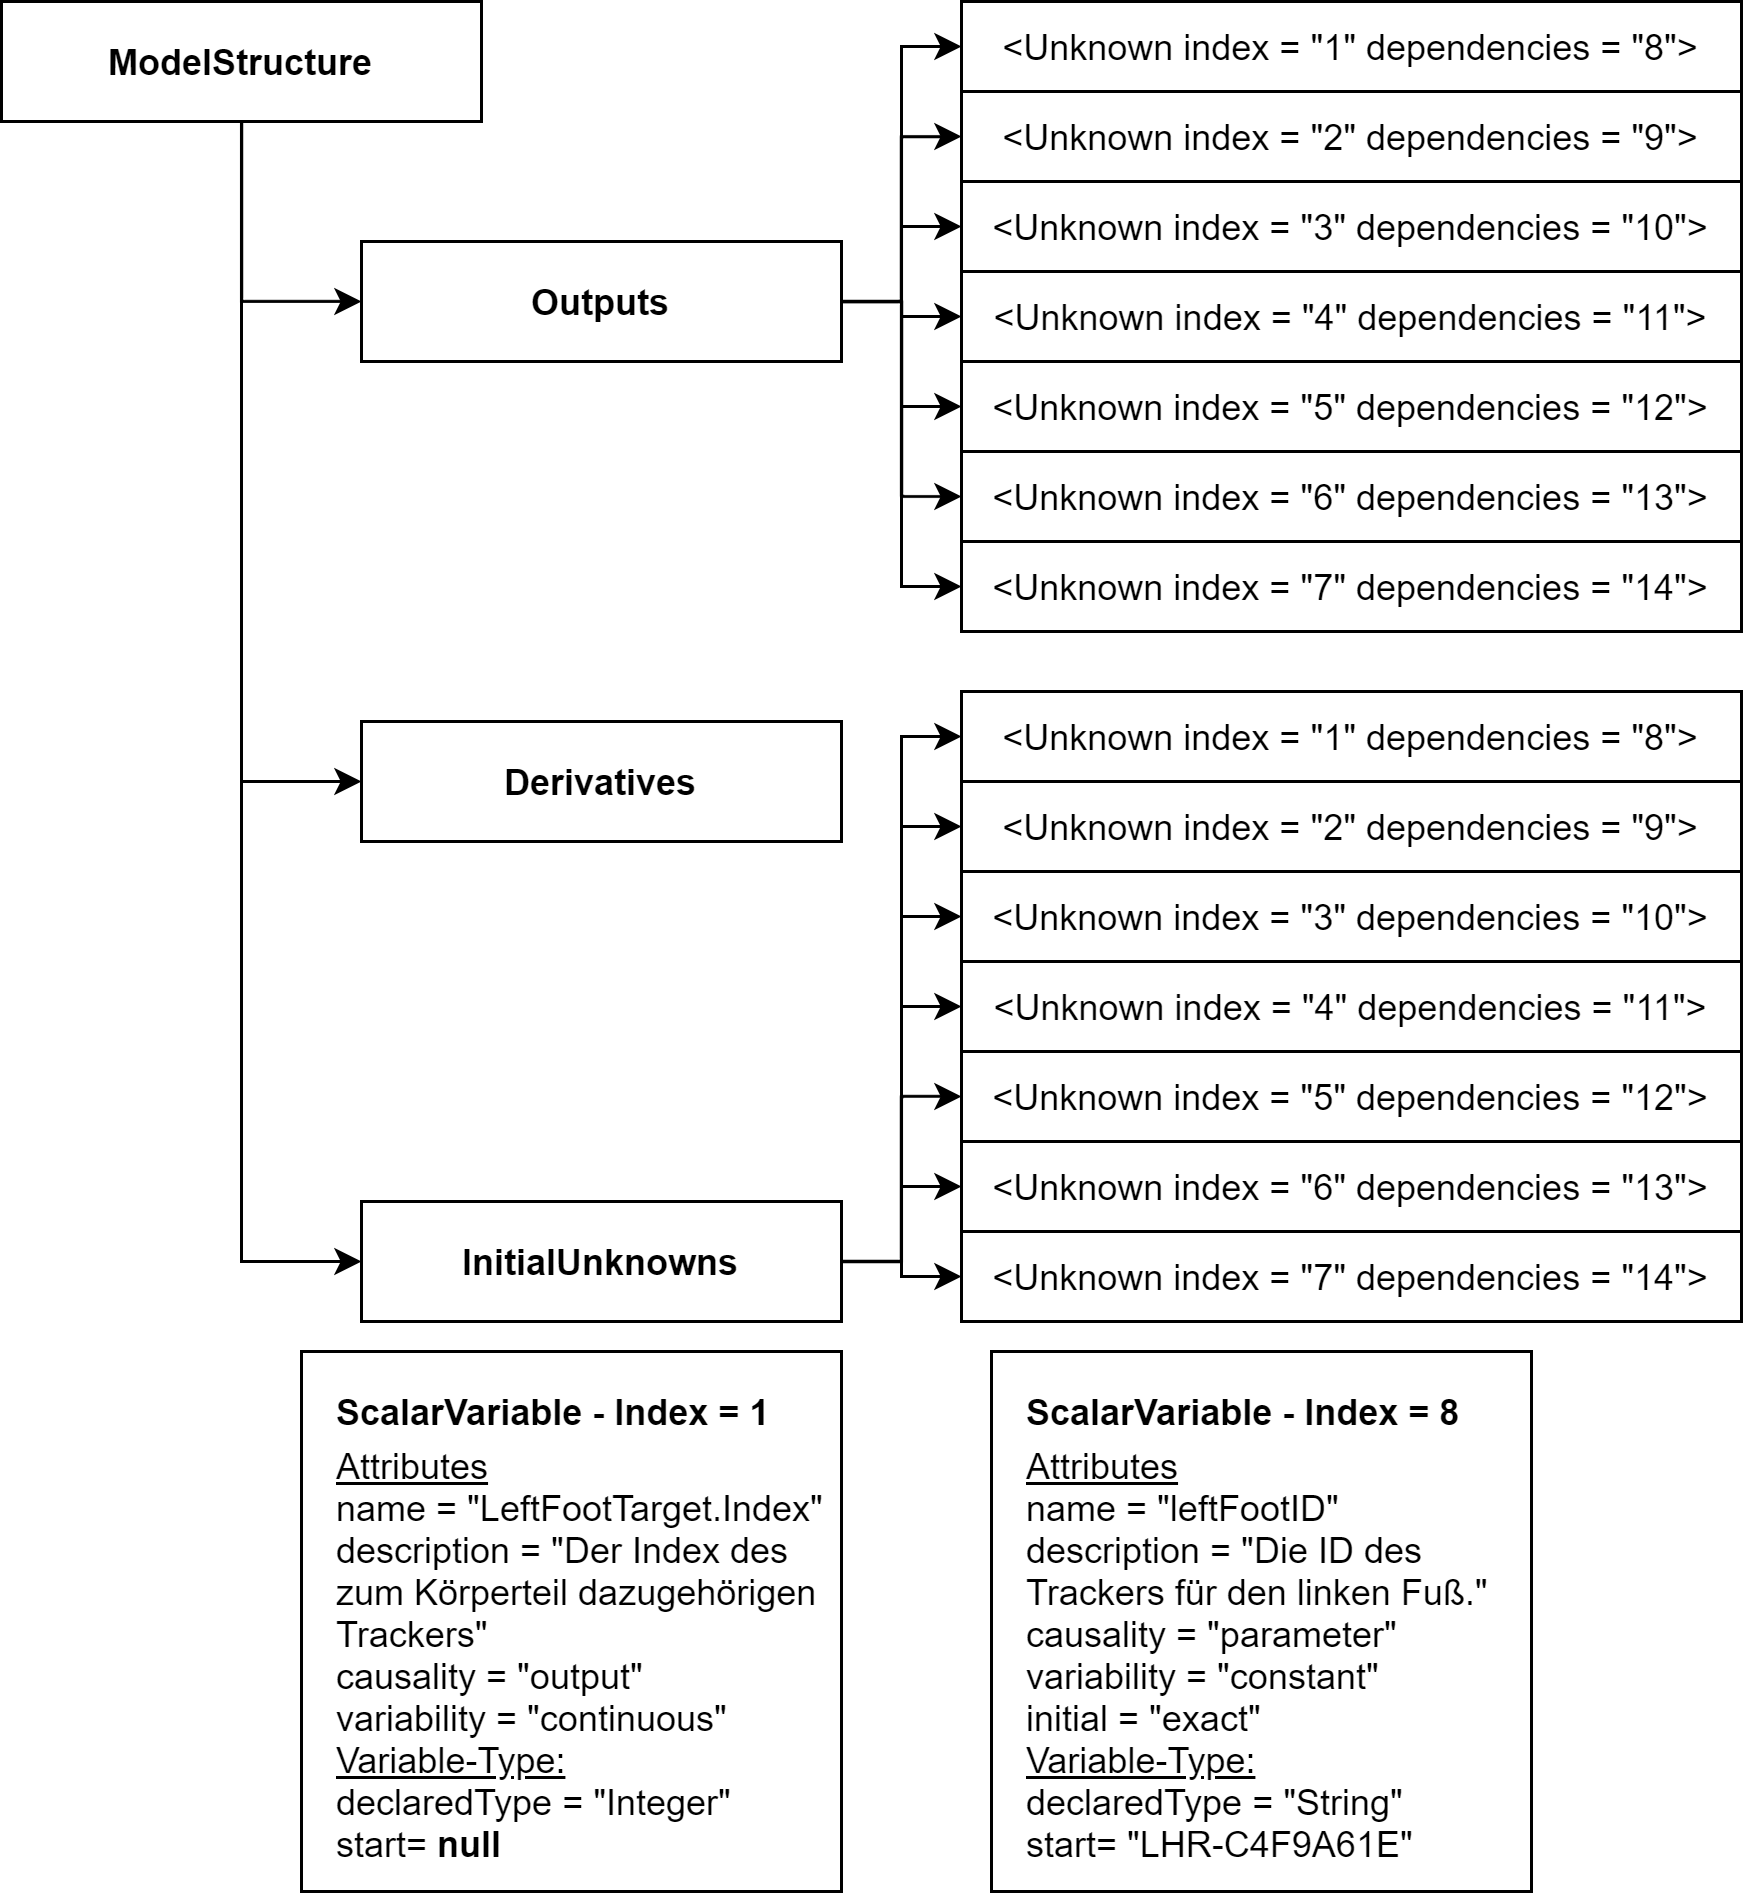 ModelStructure
Outputs
<Unknown index = "1" dependencies = "8">
<Unknown index = "2" dependencies = "9">
<Unknown index = "3" dependencies = "10">
<Unknown index = "4" dependencies = "11">
<Unknown index = "5" dependencies = "12">
<Unknown index = "6" dependencies = "13">
<Unknown index = "7" dependencies = "14">
Derivatives
InitialUnknowns
<Unknown index = "1" dependencies = "8">
<Unknown index = "2" dependencies = "9">
<Unknown index = "3" dependencies = "10">
<Unknown index = "4" dependencies = "11">
<Unknown index = "5" dependencies = "12">
<Unknown index = "6" dependencies = "13">
<Unknown index = "7" dependencies = "14">
ScalarVariable - Index = 1
Attributes
name = "LeftFootTarget.Index"
description = "Der Index des
zum Körperteil dazugehörigen
Trackers"
causality = "output"
variability = "continuous"
Variable-Type:
declaredType = "Integer"
start= null
ScalarVariable - Index = 8
Attributes
name = "leftFootID"
description = "Die ID des
Trackers für den linken Fuß."
causality = "parameter"
variability = "constant"
initial = "exact"
Variable-Type:
declaredType = "String"
start= "LHR-C4F9A61E"